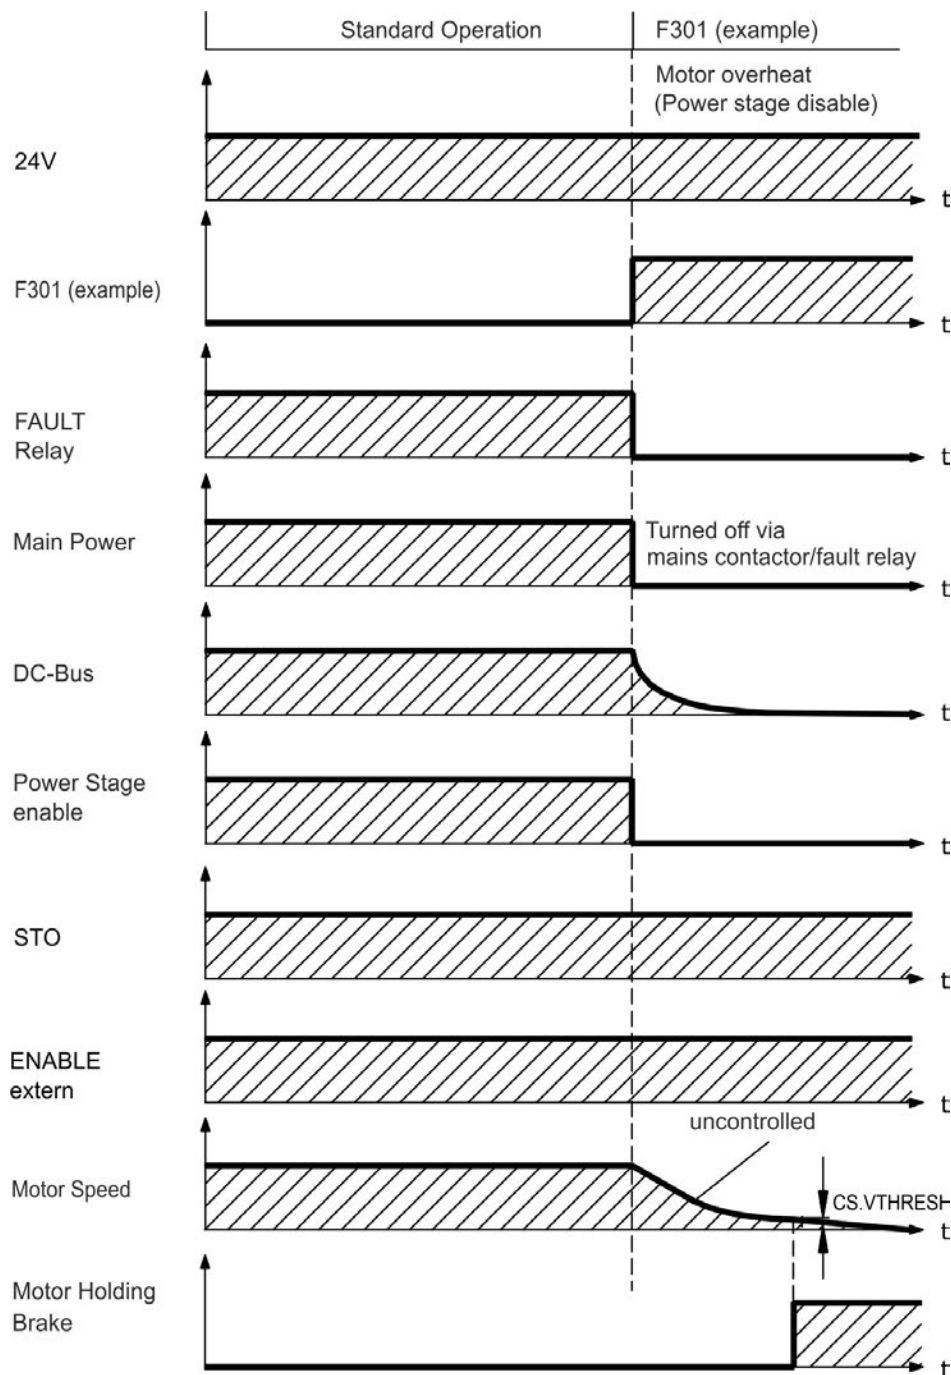 Standard Operation
F301 (example)
Motor overheat
(Power stage disable)
24V
t
F301 (example)
t
FAULT
Relay
t
Main Power
Turned off via
mains contactor/fault relay
t
DC-Bus
t
Power Stage
enable
t
STO
t
ENABLE
extern
t
uncontrolled
Motor Speed
CS.VTHRESH
t
Motor Holding
Brake
t